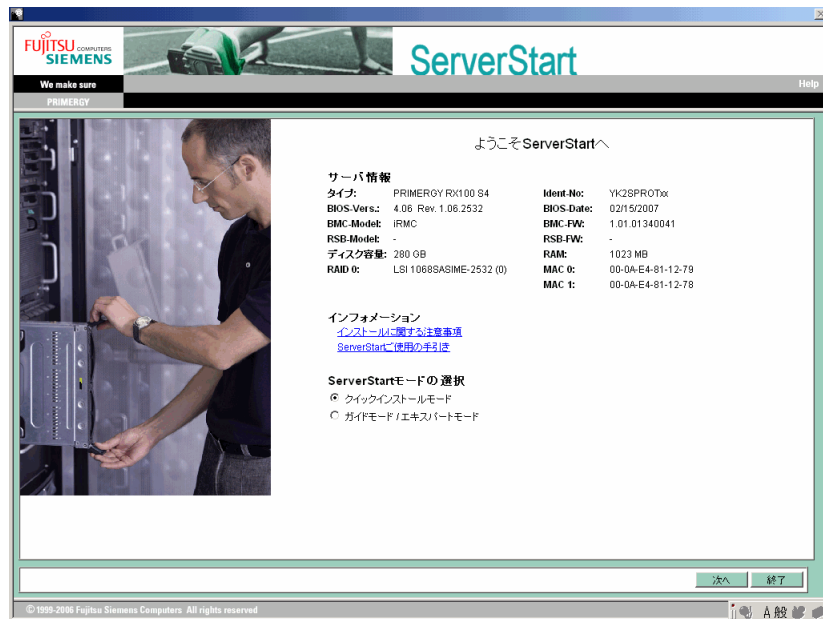 FUJITSU COMPUTERS
SIEMENS
ServerStart
We make sure
Help
PRIMERGY
ようこそServerStartへ
サーバ情報
タイプ: PRIMERGY RX100 S4 Ident-No: YK2SPROTxx
BIOS-Vers.: 4.06 Rev. 1.06.2532 BIOS-Date: 02/15/2007
BMC-Model: iRMC BMC-FW: 1.01.01340041
RSB-Model: - RSB-FW: -
ディスク容量: 280 GB RAM: 1023 MB
RAID 0: LSI 1068SASIME-2532 (0) MAC 0: 00-0A-E4-81-12-79
MAC 1: 00-0A-E4-81-12-78
インフォメーション
インストールに関する注意事項
ServerStartご使用の手引き
ServerStartモードの選択
クイックインストールモード
ガイドモード / エキスパートモード
次へ 終了
© 1999-2006 Fujitsu Siemens Computers All rights reserved
A 般